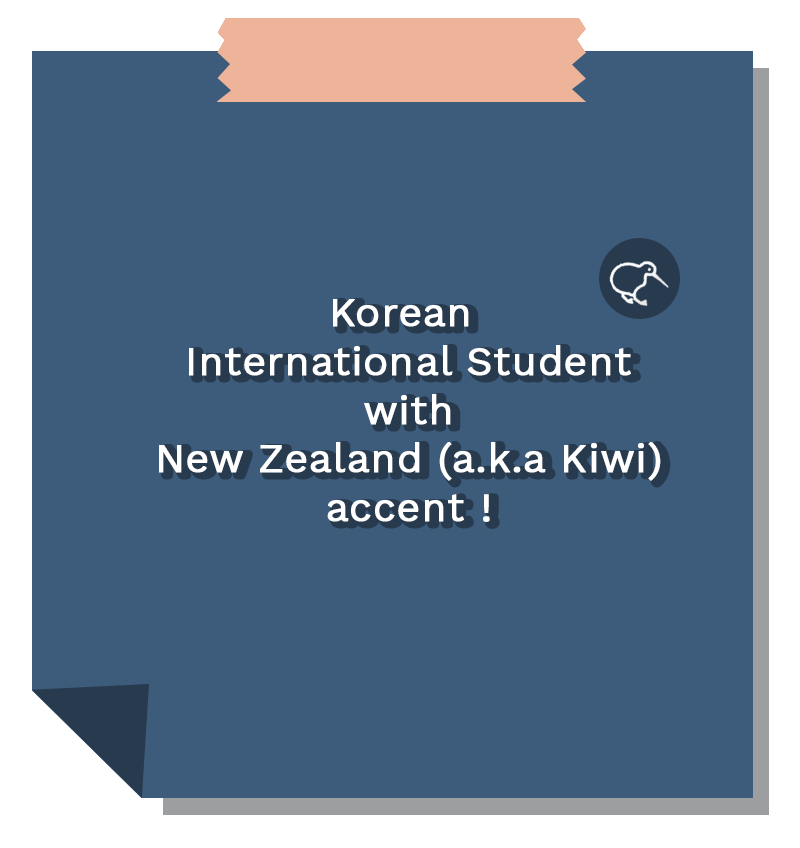 Korean
International Student
with
New Zealand (a.k.a Kiwi)
accent !